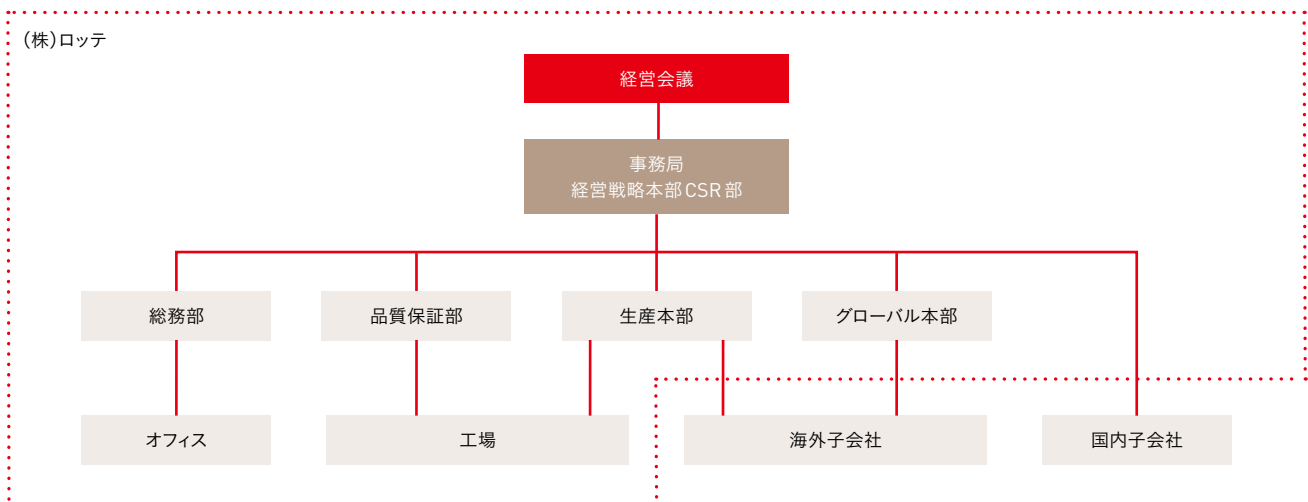 (株)ロッテ
経営会議
事務局
経営戦略本部CSR部
総務部
品質保証部
生産本部
グローバル本部
オフィス
工場
海外子会社
国内子会社